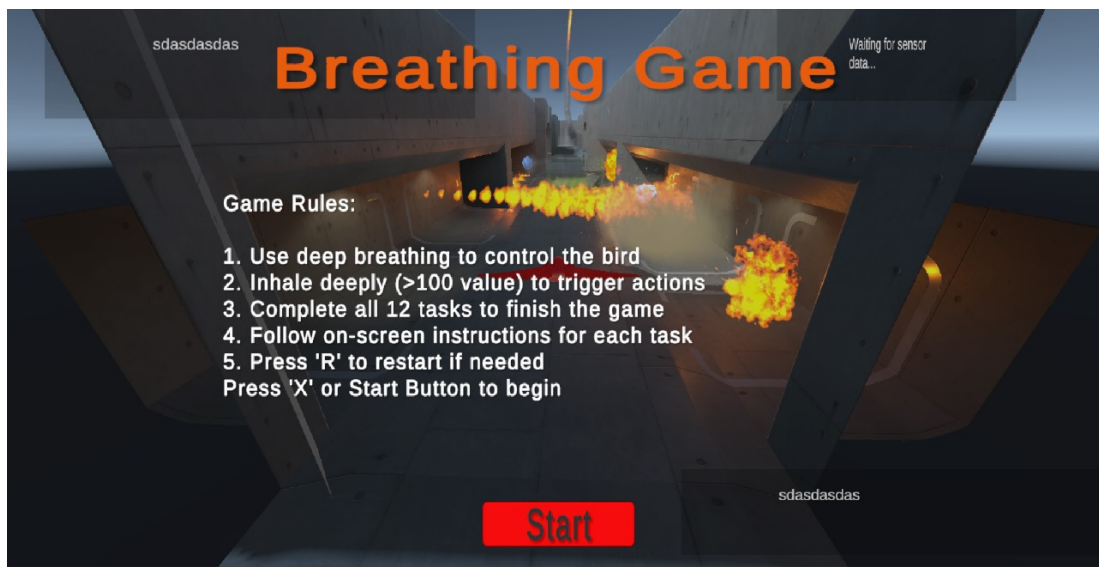 sdasdasdas
Breathing Game
Waiting for sensor
data...
Game Rules:
1. Use deep breathing to control the bird
2. Inhale deeply (>100 value) to trigger actions
3. Complete all 12 tasks to finish the game
4. Follow on-screen instructions for each task
5. Press 'R' to restart if needed
Press 'X' or Start Button to begin
sdasdasdas
Start